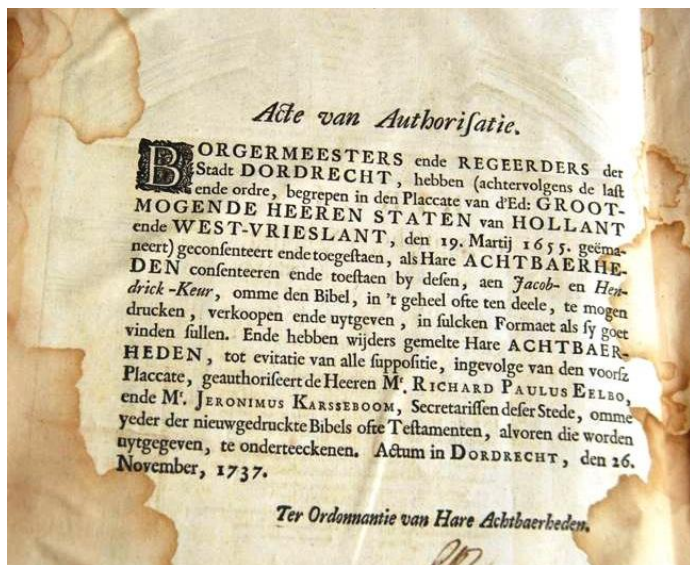 Acte van Authoriſatie.
BORGERMEESTERS ende REGEERDERS der
Stadt DORDRECHT, hebben (achtervolgens de laſt
ende ordre, begrepen in den Placcate van d'Ed: GROOT-
MOGENDE HEEREN STATEN van HOLLANT
ende WEST-VRIESLANT, den 19. Martij 1655. geëma-
neert) geconſenteert ende toegeſtaen, als Hare ACHTBAERHE-
DEN conſenteeren ende toeſtaen by deſen, aen Jacob- en Hen-
drick-Keur, omme den Bibel, in 't geheel ofte ten deele, te mogen
drucken, verkoopen ende uytgeven, in ſulcken Formaet als ſy goet
vinden ſullen. Ende hebben wijders gemelte Hare ACHTBAER-
HEDEN, tot evitatie van alle ſuppoſitie, ingevolge van den voorſz
Placcate, geauthoriſeert de Heeren Mr. RICHARD PAULUS EELBO,
ende Mr. JERONIMUS KARSSEBOOM, Secretariſſen deſer Stede, omme
yeder der nieuwgedruckte Bibels ofte Teſtamenten, alvoren die worden
uytgegeven, te onderteeckenen. Actum in DORDRECHT, den 26.
November, 1737.
Ter Ordonnantie van Hare Achtbaerheden.